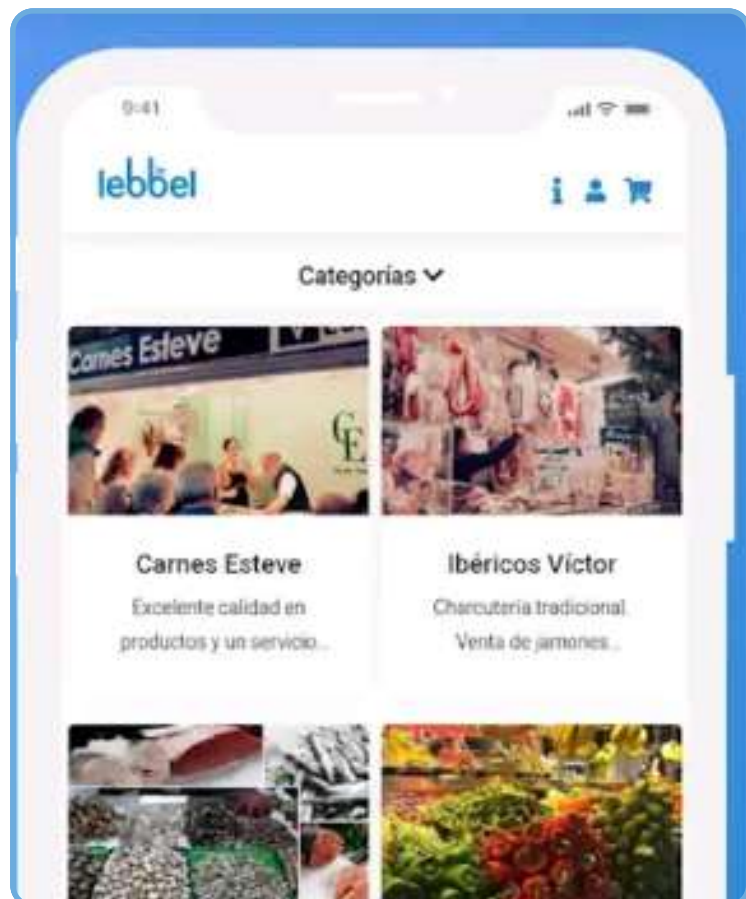 9:41
lebbel
Categorías
Carnes Esteve
CE
Carnes Esteve
Excelente calidad en
productos y un servicio...
Ibéricos Víctor
Charcutería tradicional.
Venta de jamones...